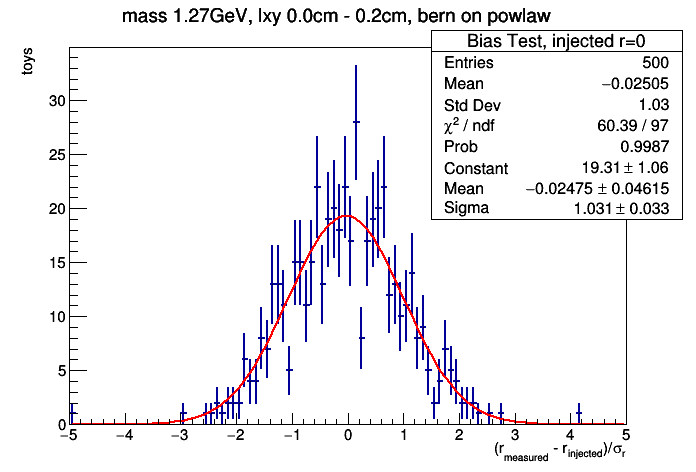 mass 1.27GeV, lxy 0.0cm - 0.2cm, bern on powlaw
Bias Test, injected r=0
Entries 500
Mean −0.02505
Std Dev 1.03
χ² / ndf 60.39 / 97
Prob 0.9987
Constant 19.31 ± 1.06
Mean −0.02475 ± 0.04615
Sigma 1.031 ± 0.033
toys
30
25
20
15
10
5
0
−5 −4 −3 −2 −1 0 1 2 3 4 5
(r_measured - r_injected)/σ_r